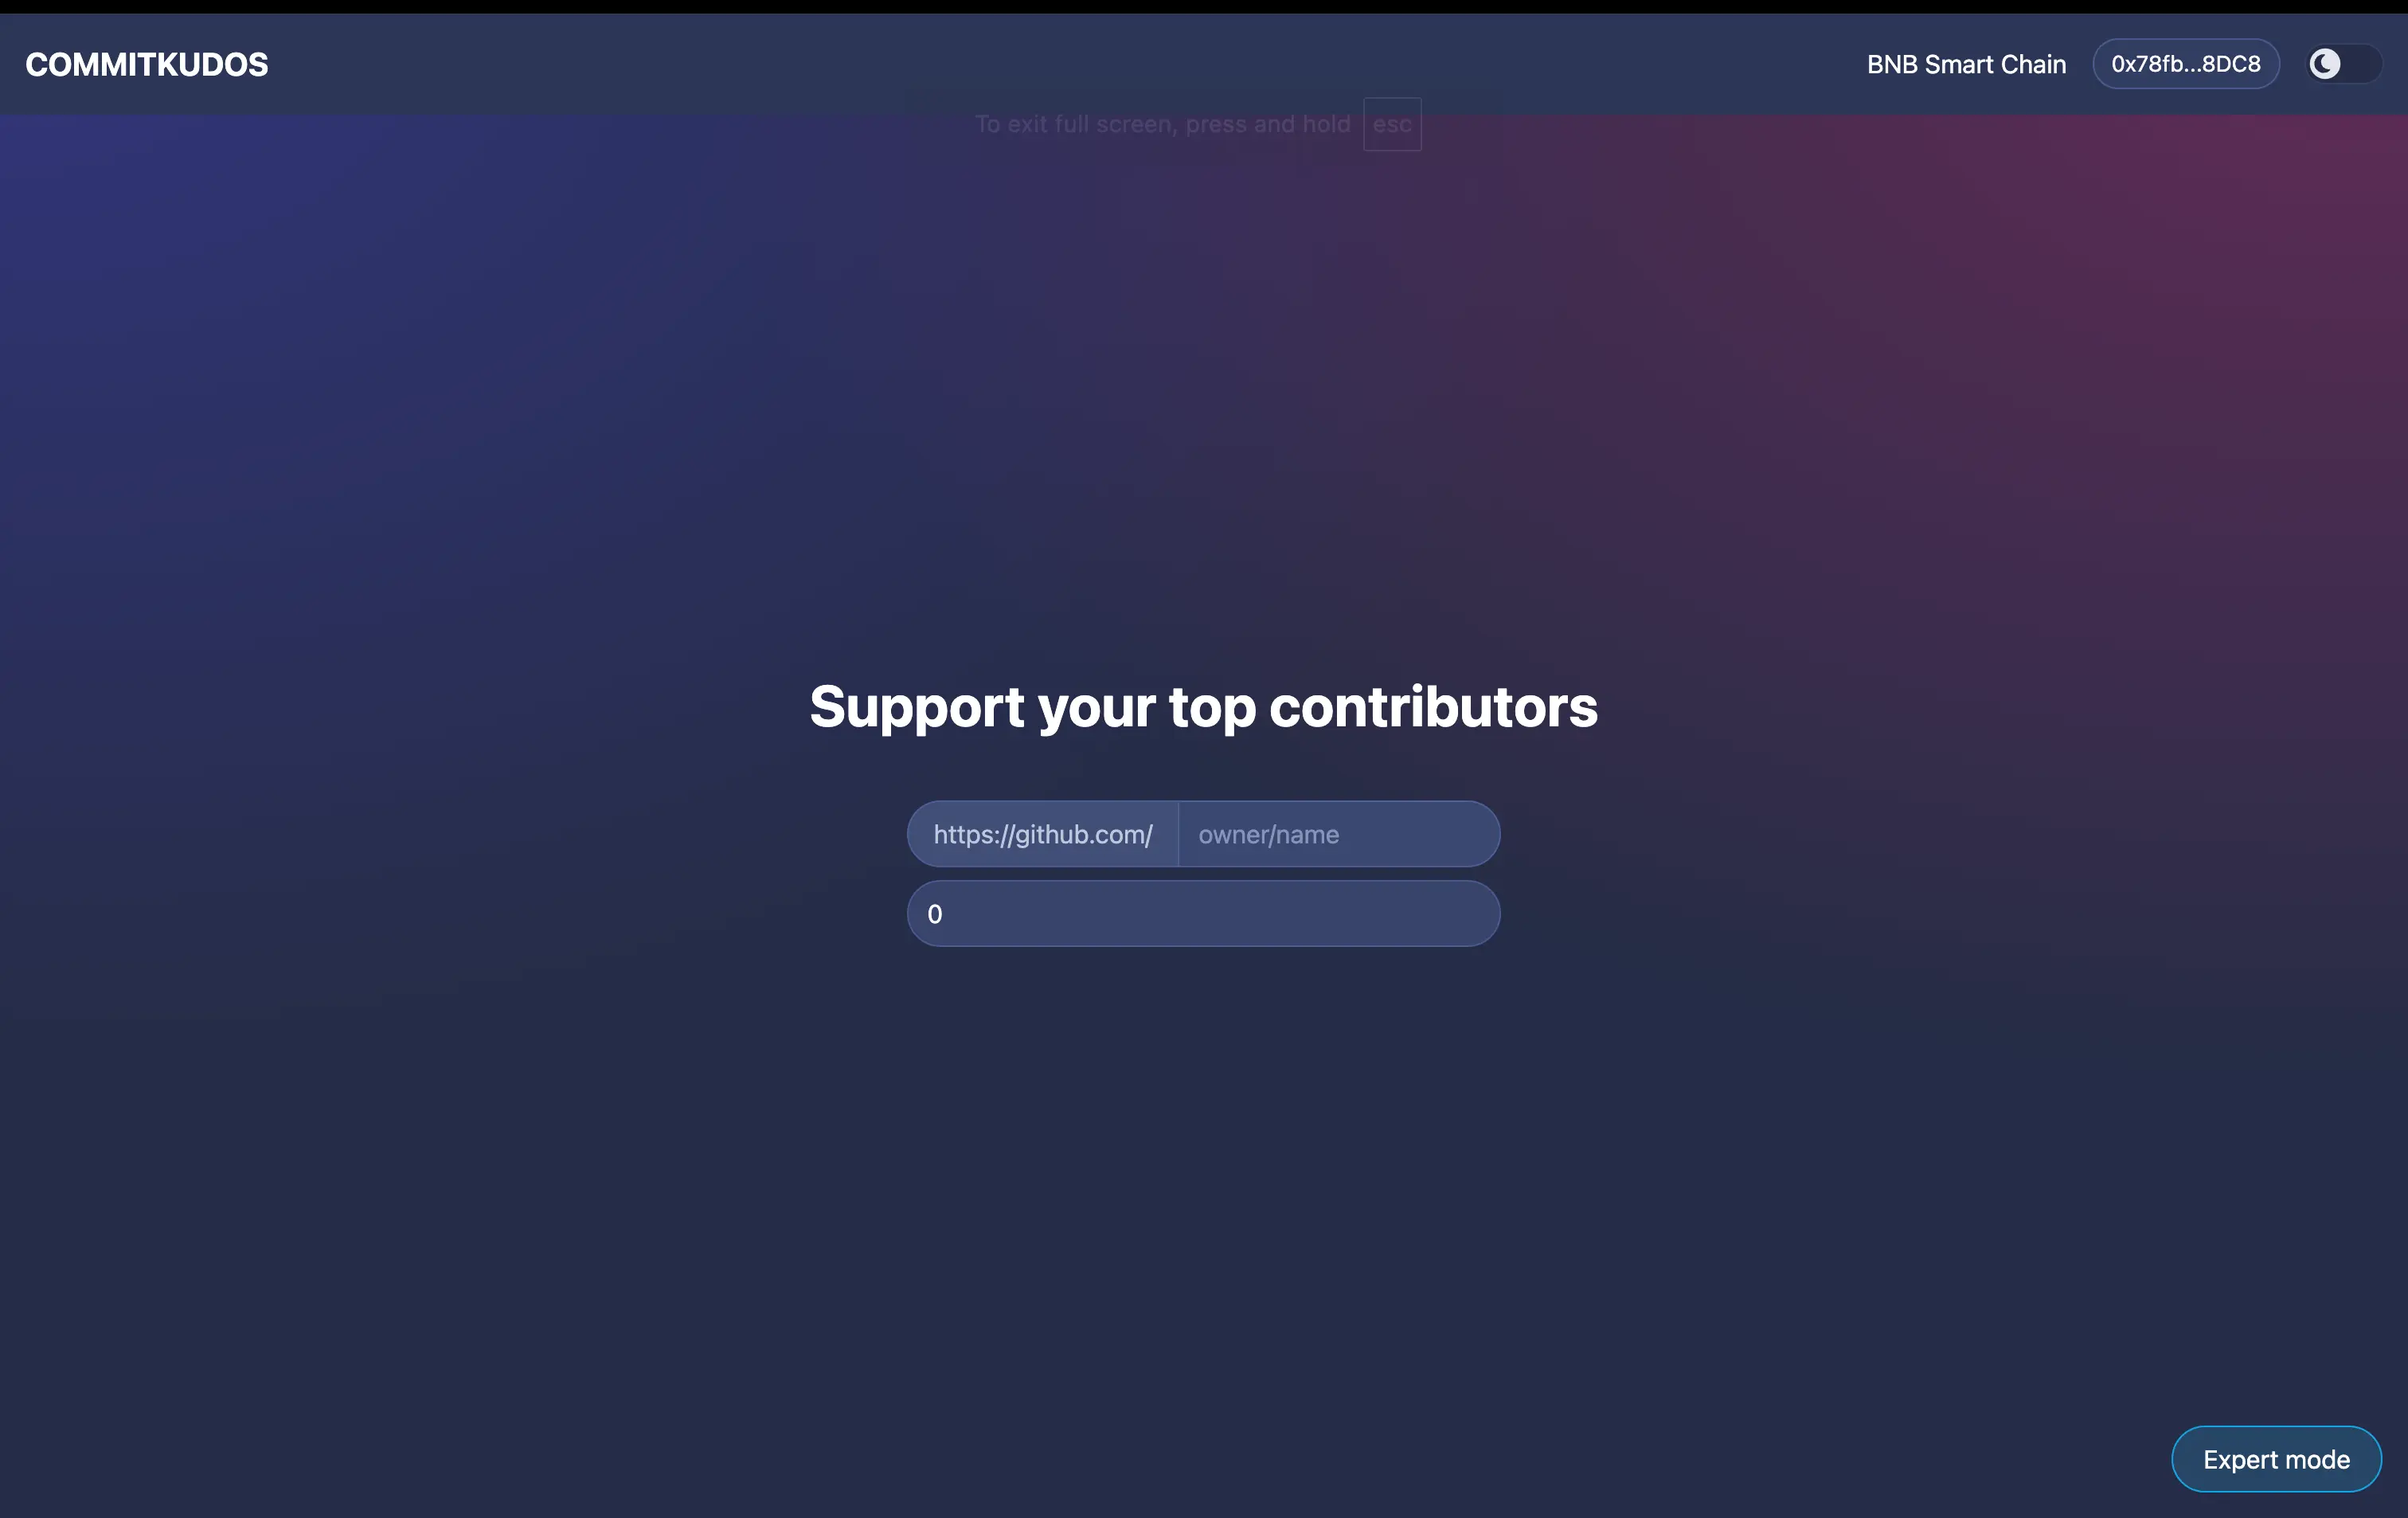 COMMITKUDOS
BNB Smart Chain
0x78fb...8DC8
To exit full screen, press and hold esc
Support your top contributors
https://github.com/ owner/name
0
Expert mode